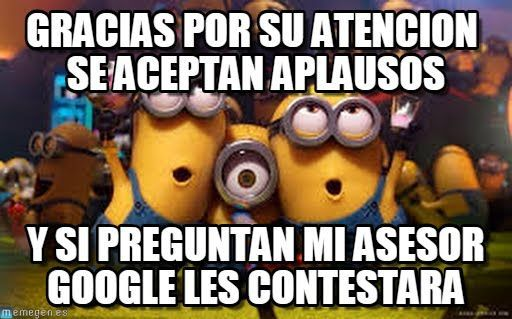 GRACIAS POR SU ATENCION
SE ACEPTAN APLAUSOS
Y SI PREGUNTAN MI ASESOR
GOOGLE LES CONTESTARA
memegen.es